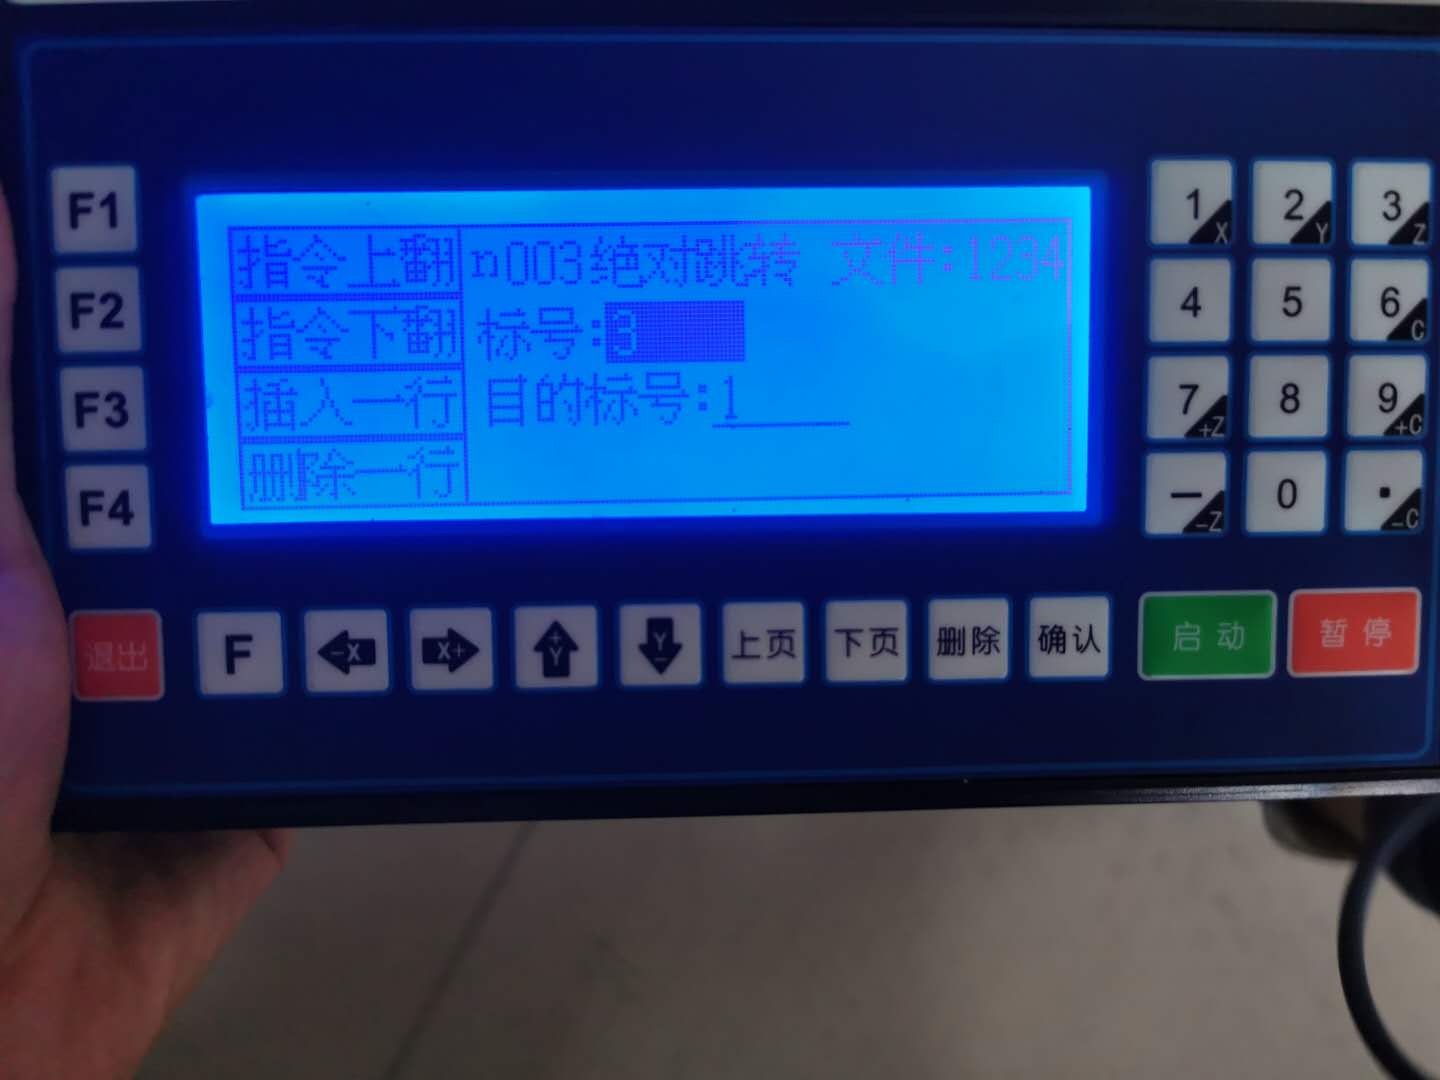 F1
F2
F3
F4
指令上翻
指令下翻
插入一行
删除一行
n003绝对跳转 文件:1234
标号:3
目的标号:1
1 X
2 Y
3 Z
4
5
6 C
7 +Z
8
9 +C
— -Z
0
. -C
退出
F
-X
X+
+Y
Y-
上页
下页
删除
确认
启动
暂停